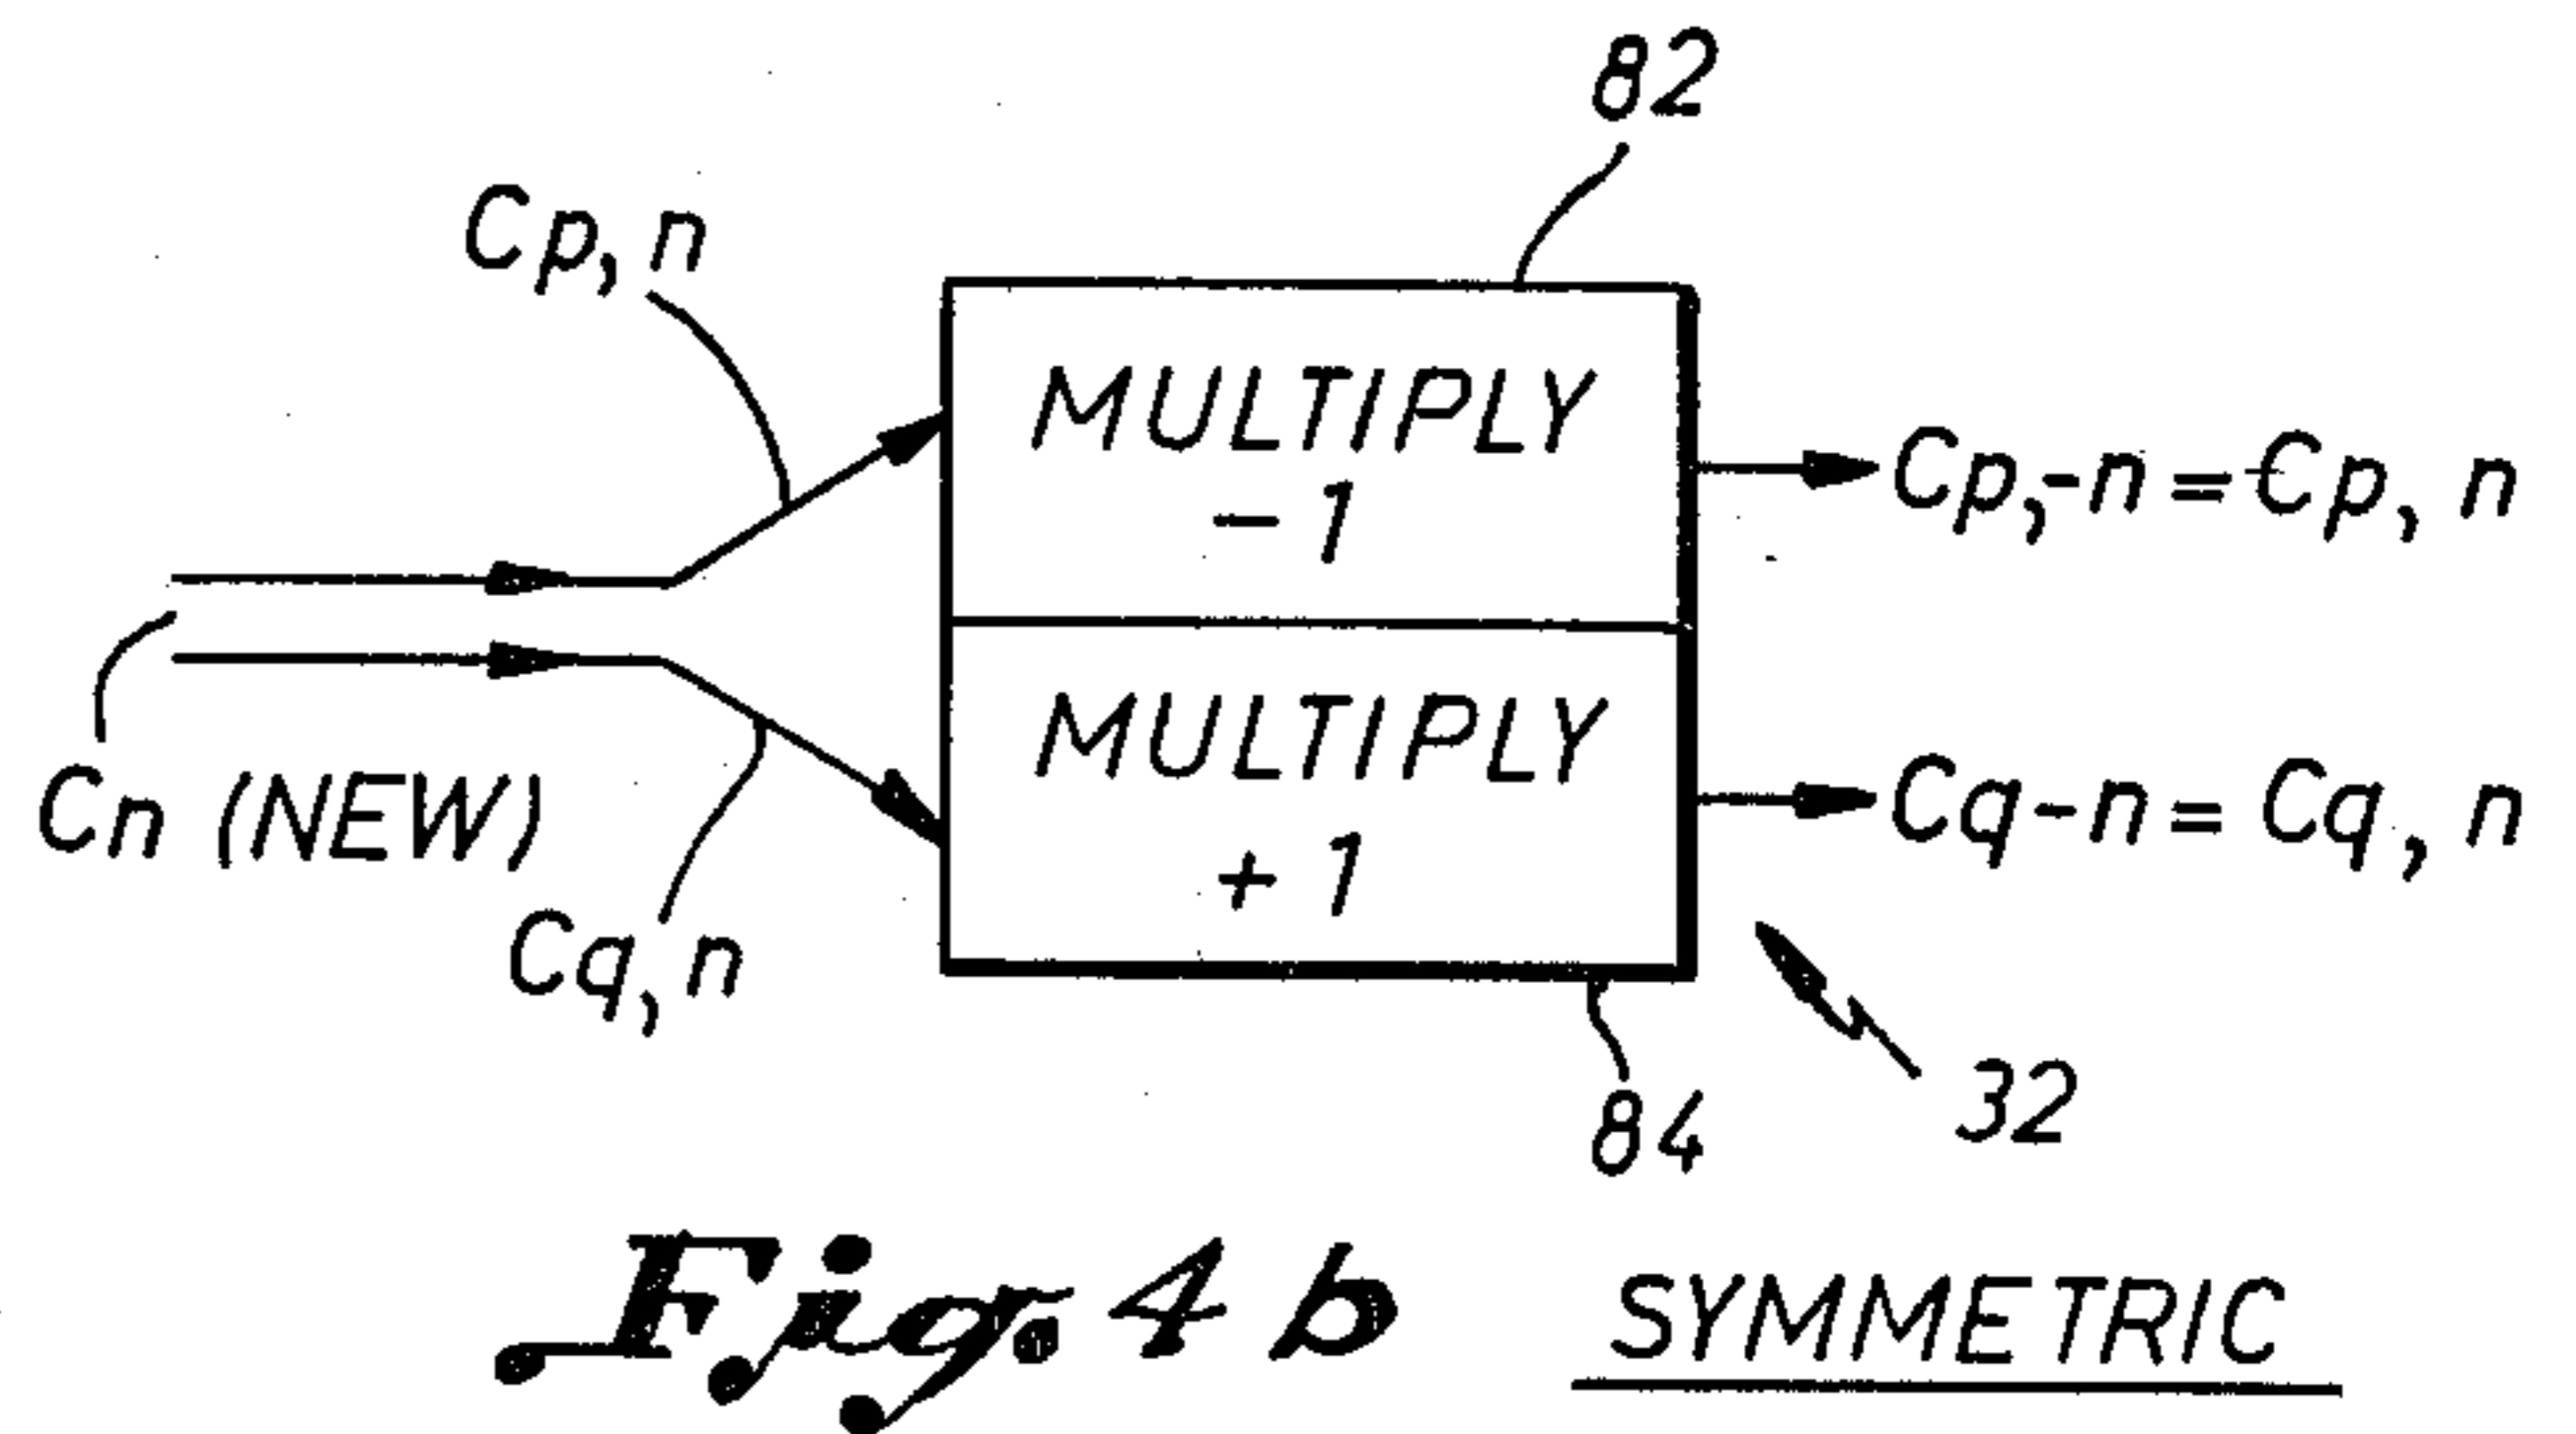 82
Cp, n
MULTIPLY
- 1
Cp,-n = -Cp, n
Cn (NEW)
MULTIPLY
+ 1
Cq-n = Cq, n
Cq, n
32
84
Fig. 4 b
SYMMETRIC